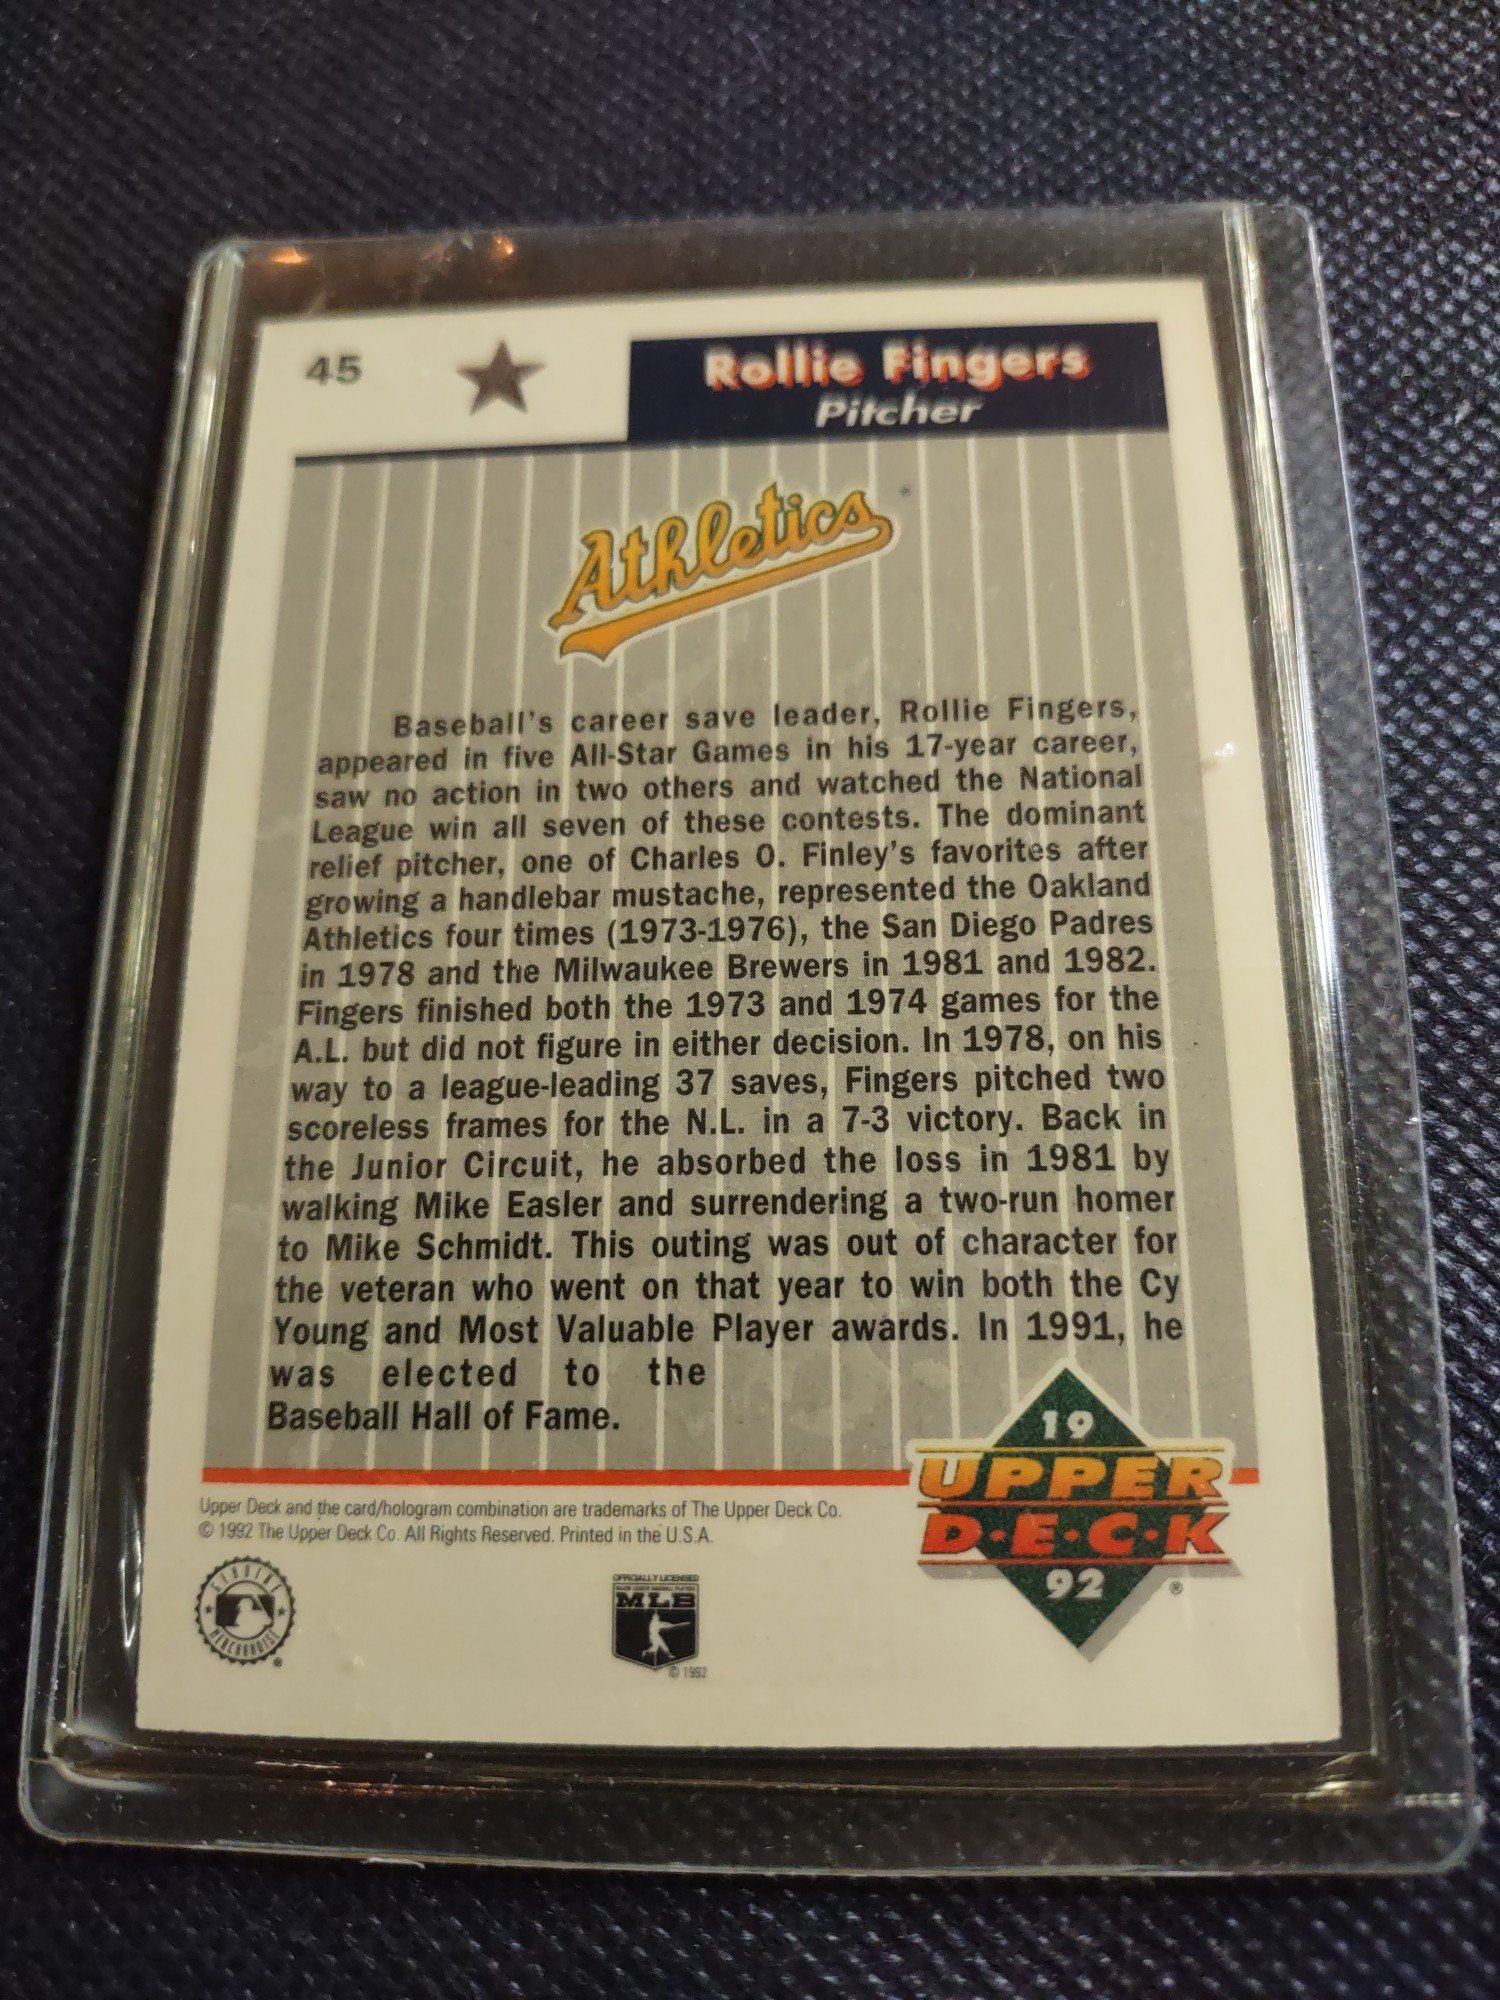 45
Rollie Fingers
Pitcher
Athletics
Baseball's career save leader, Rollie Fingers,
appeared in five All-Star Games in his 17-year career,
saw no action in two others and watched the National
League win all seven of these contests. The dominant
relief pitcher, one of Charles O. Finley's favorites after
growing a handlebar mustache, represented the Oakland
Athletics four times (1973-1976), the San Diego Padres
in 1978 and the Milwaukee Brewers in 1981 and 1982.
Fingers finished both the 1973 and 1974 games for the
A.L. but did not figure in either decision. In 1978, on his
way to a league-leading 37 saves, Fingers pitched two
scoreless frames for the N.L. in a 7-3 victory. Back in
the Junior Circuit, he absorbed the loss in 1981 by
walking Mike Easler and surrendering a two-run homer
to Mike Schmidt. This outing was out of character for
the veteran who went on that year to win both the Cy
Young and Most Valuable Player awards. In 1991, he
was elected to the
Baseball Hall of Fame.
19
UPPER
D·E·C·K
92
®
Upper Deck and the card/hologram combination are trademarks of The Upper Deck Co.
© 1992 The Upper Deck Co. All Rights Reserved. Printed in the U.S.A.
GENUINE
MERCHANDISE
®
OFFICIALLY LICENSED
MAJOR LEAGUE BASEBALL PLAYERS
MLB
© 1992